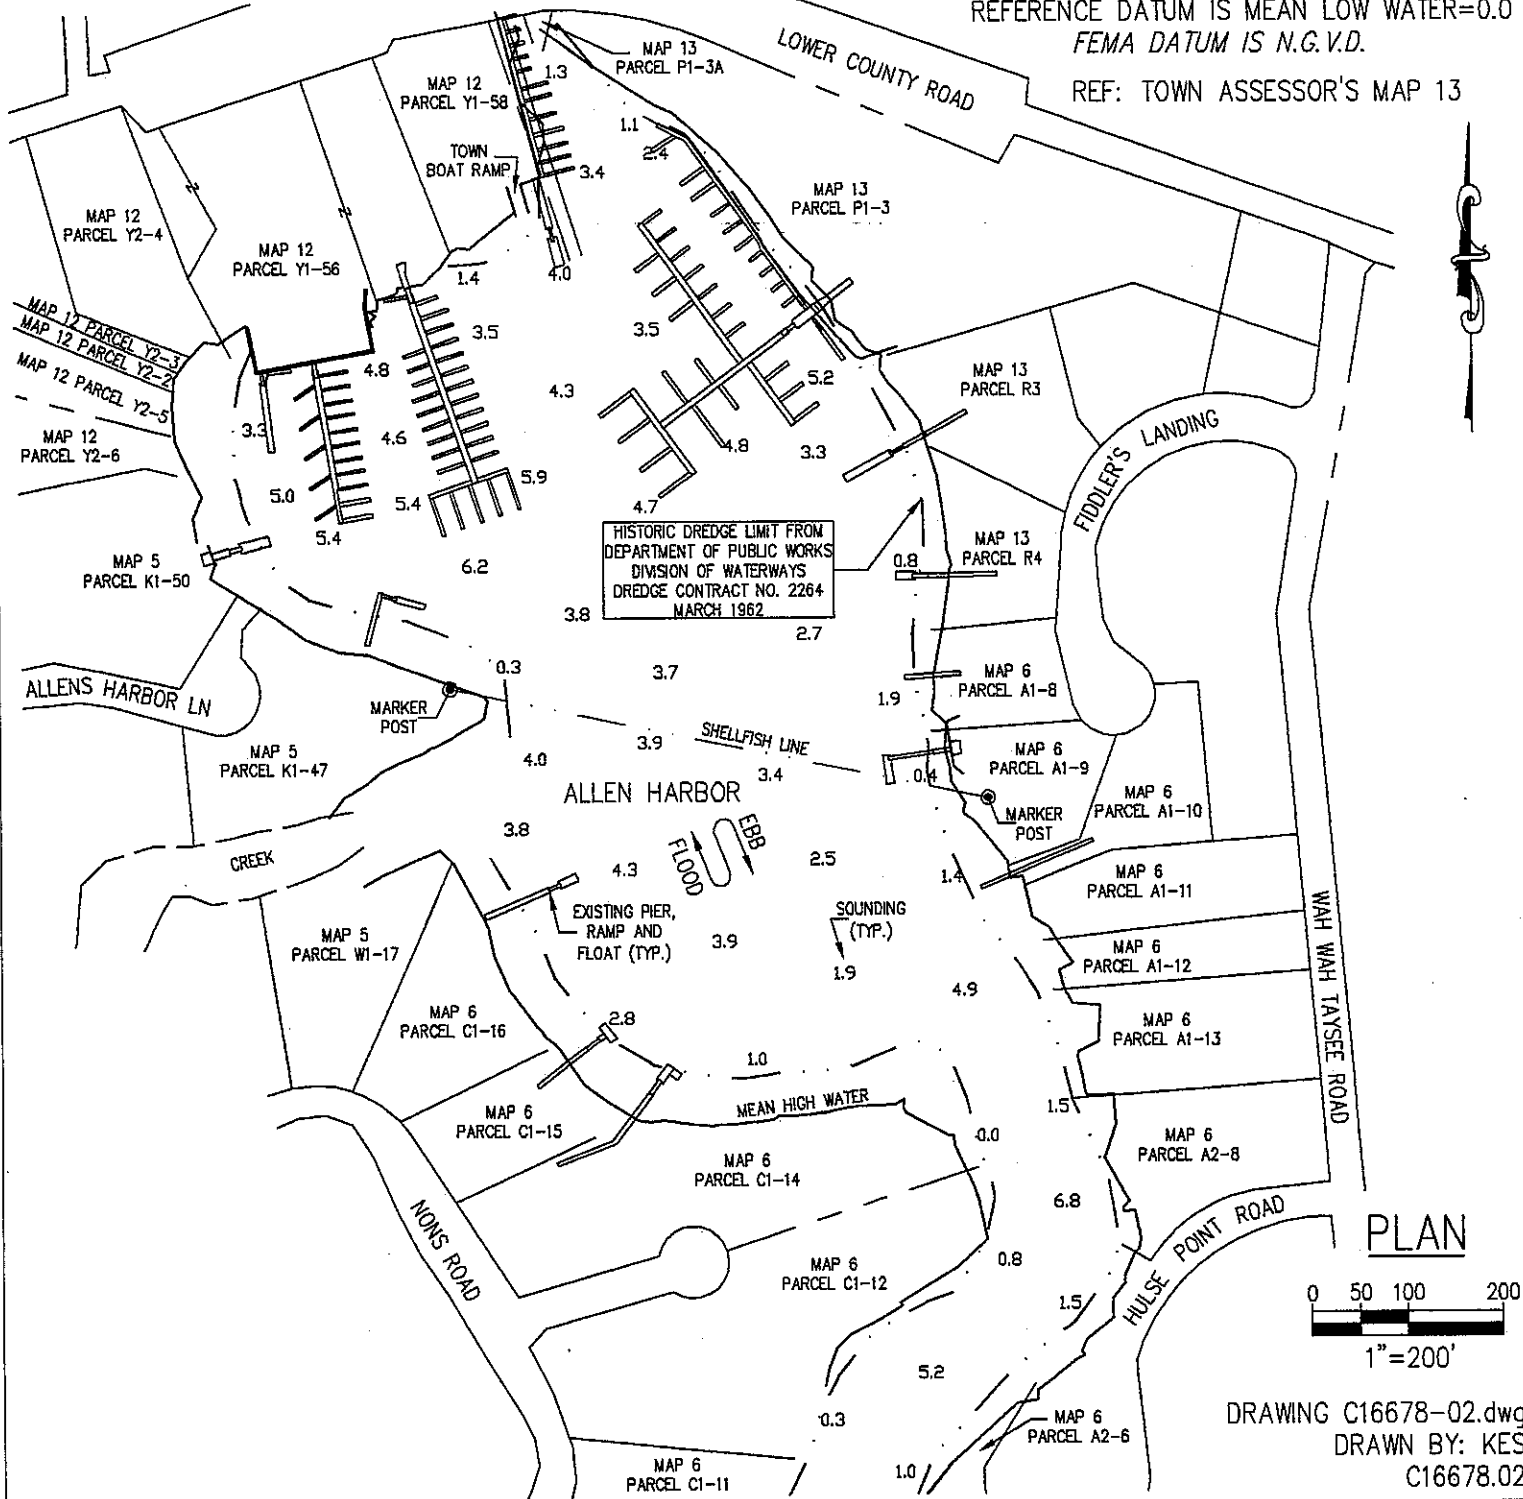 REFERENCE DATUM IS MEAN LOW WATER=0.0
FEMA DATUM IS N.G.V.D.
REF: TOWN ASSESSOR'S MAP 13
LOWER COUNTY ROAD
MAP 13
PARCEL P1-3A
MAP 12
PARCEL Y1-58
1.3
1.1
2.4
TOWN
BOAT RAMP
3.4
MAP 13
PARCEL P1-3
MAP 12
PARCEL Y2-4
MAP 12
PARCEL Y1-56
Z
Z
1.4
4.0
3.5
3.5
MAP 12 PARCEL Y2-3
MAP 12 PARCEL Y2-2
MAP 12 PARCEL Y2-5
4.8
4.3
5.2
MAP 13
PARCEL R3
MAP 12
PARCEL Y2-6
3.3
4.6
4.8
3.3
FIDDLER'S LANDING
5.0
5.4
5.4
5.9
4.7
HISTORIC DREDGE LIMIT FROM
DEPARTMENT OF PUBLIC WORKS
DIVISION OF WATERWAYS
DREDGE CONTRACT NO. 2264
MARCH 1962
MAP 13
PARCEL R4
0.8
MAP 5
PARCEL K1-50
6.2
3.8
2.7
0.3
3.7
ALLENS HARBOR LN
MARKER
POST
MAP 6
PARCEL A1-8
1.9
MAP 5
PARCEL K1-47
4.0
3.9
SHELLFISH LINE
3.4
0.4
MAP 6
PARCEL A1-9
MARKER
POST
MAP 6
PARCEL A1-10
ALLEN HARBOR
3.8
FLOOD
EBB
CREEK
4.3
2.5
1.4
MAP 6
PARCEL A1-11
WAH WAH TAYSEE ROAD
EXISTING PIER,
RAMP AND
FLOAT (TYP.)
SOUNDING
(TYP.)
1.9
3.9
MAP 5
PARCEL W1-17
MAP 6
PARCEL A1-12
4.9
MAP 6
PARCEL C1-16
2.8
MAP 6
PARCEL A1-13
1.0
MEAN HIGH WATER
1.5
MAP 6
PARCEL C1-15
0.0
MAP 6
PARCEL A2-8
MAP 6
PARCEL C1-14
6.8
NONS ROAD
HULSE POINT ROAD
PLAN
MAP 6
PARCEL C1-12
0.8
1.5
0 50 100 200
1"=200'
5.2
0.3
MAP 6
PARCEL A2-6
DRAWING C16678-02.dwg
DRAWN BY: KES
C16678.02
MAP 6
PARCEL C1-11
1.0